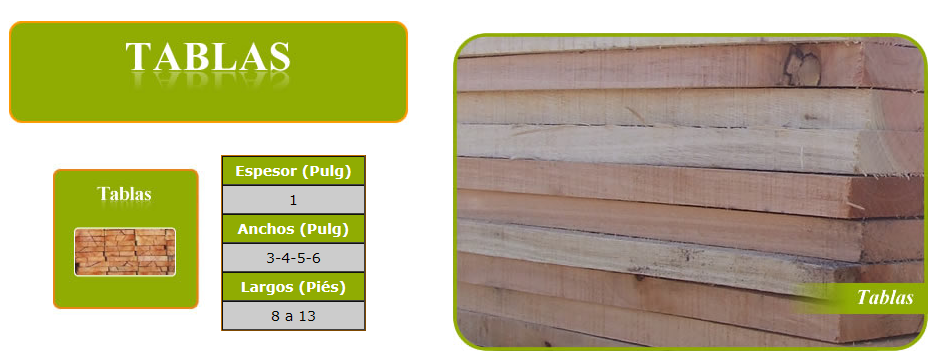 TABLAS
Tablas
Espesor (Pulg)
1
Anchos (Pulg)
3-4-5-6
Largos (Piés)
8 a 13
Tablas